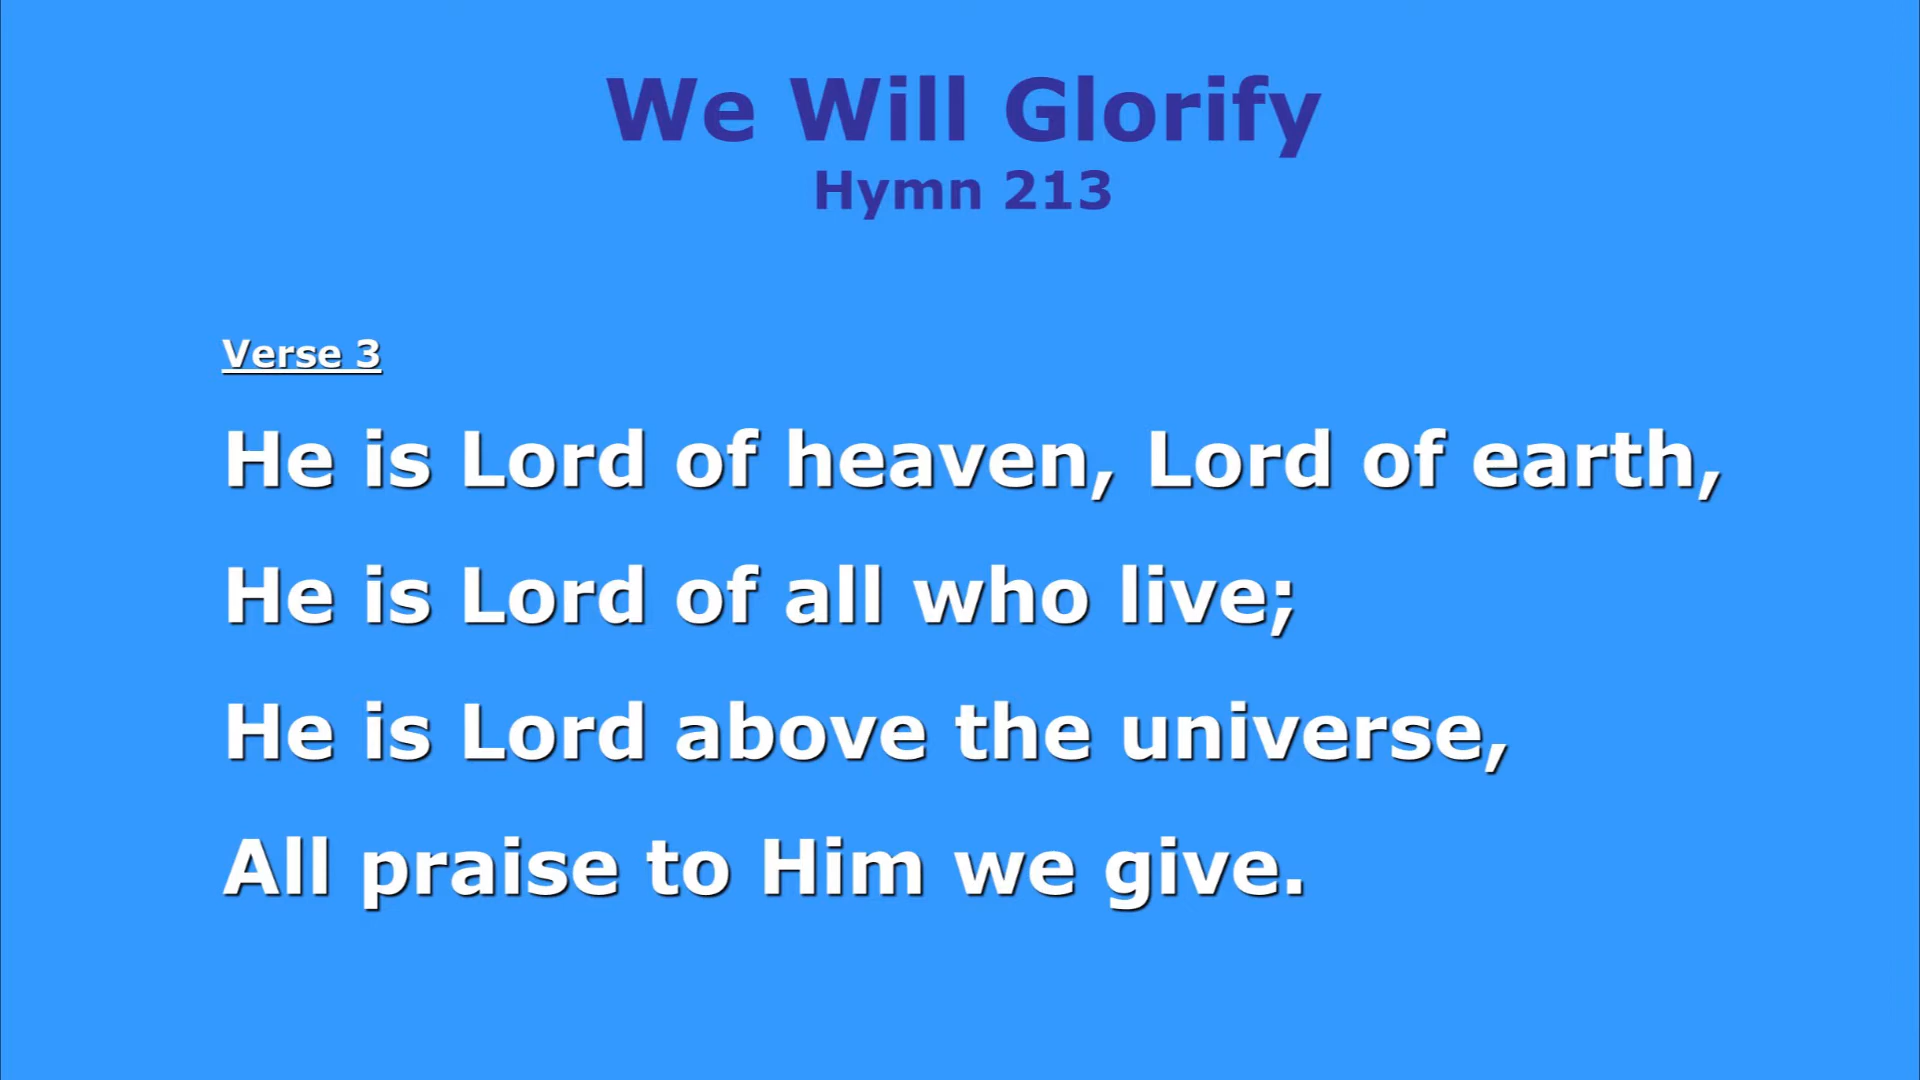 We Will Glorify
Hymn 213
Verse 3
He is Lord of heaven, Lord of earth,
He is Lord of all who live;
He is Lord above the universe,
All praise to Him we give.